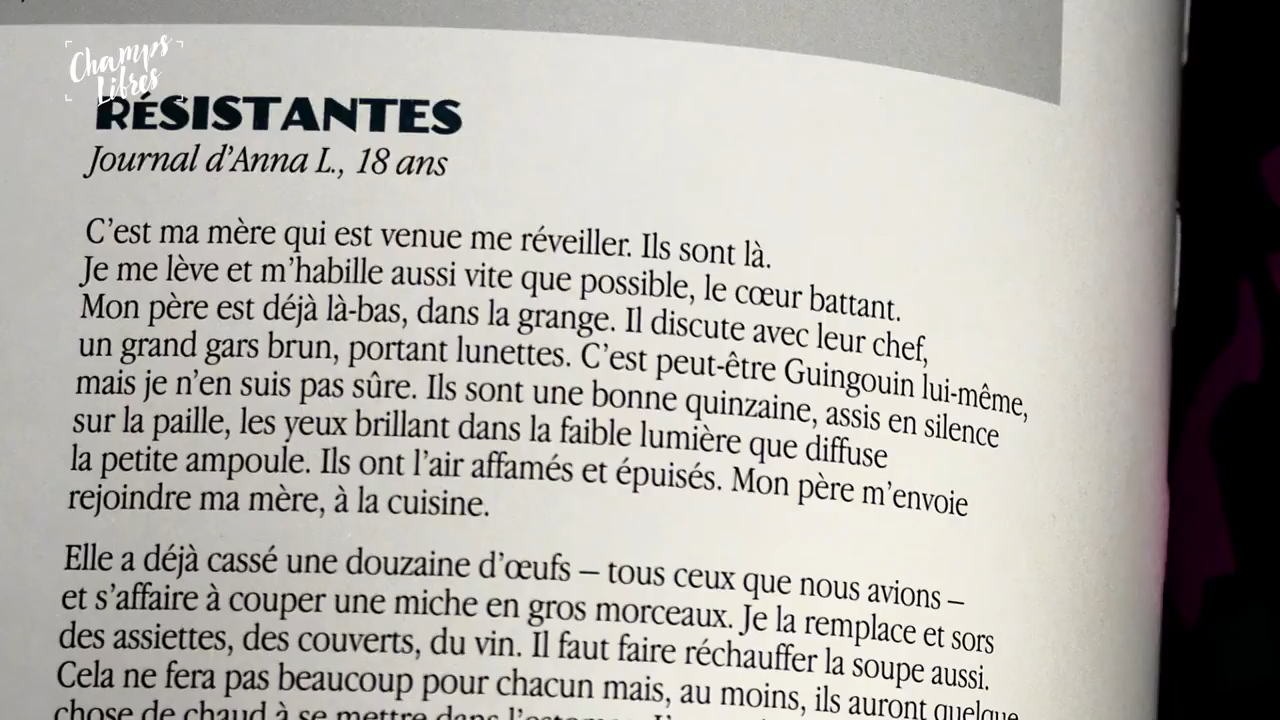 Champs
Libres
RÉSISTANTES
Journal d'Anna L., 18 ans
C'est ma mère qui est venue me réveiller. Ils sont là.
Je me lève et m'habille aussi vite que possible, le cœur battant.
Mon père est déjà là-bas, dans la grange. Il discute avec leur chef,
un grand gars brun, portant lunettes. C'est peut-être Guingouin lui-même,
mais je n'en suis pas sûre. Ils sont une bonne quinzaine, assis en silence
sur la paille, les yeux brillant dans la faible lumière que diffuse
la petite ampoule. Ils ont l'air affamés et épuisés. Mon père m'envoie
rejoindre ma mère, à la cuisine.
Elle a déjà cassé une douzaine d'œufs – tous ceux que nous avions –
et s'affaire à couper une miche en gros morceaux. Je la remplace et sors
des assiettes, des couverts, du vin. Il faut faire réchauffer la soupe aussi.
Cela ne fera pas beaucoup pour chacun mais, au moins, ils auront quelque
chose de chaud à se mettre dans